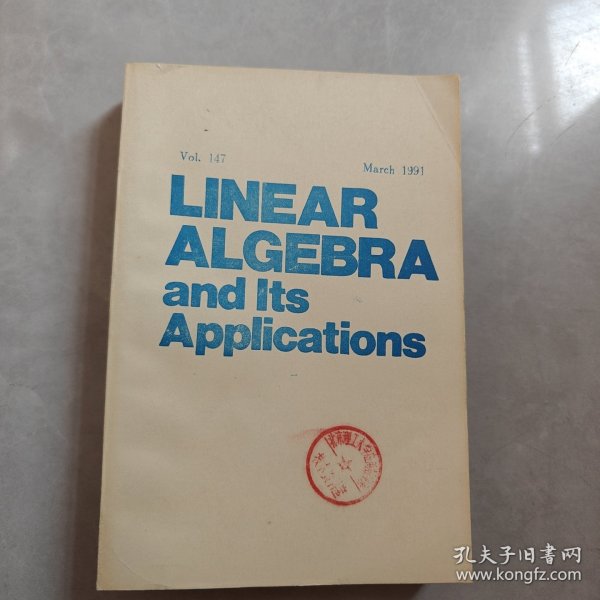 Vol. 147
March 1991
LINEAR
ALGEBRA
and Its
Applications
孔夫子旧书网
www.kongfz.com